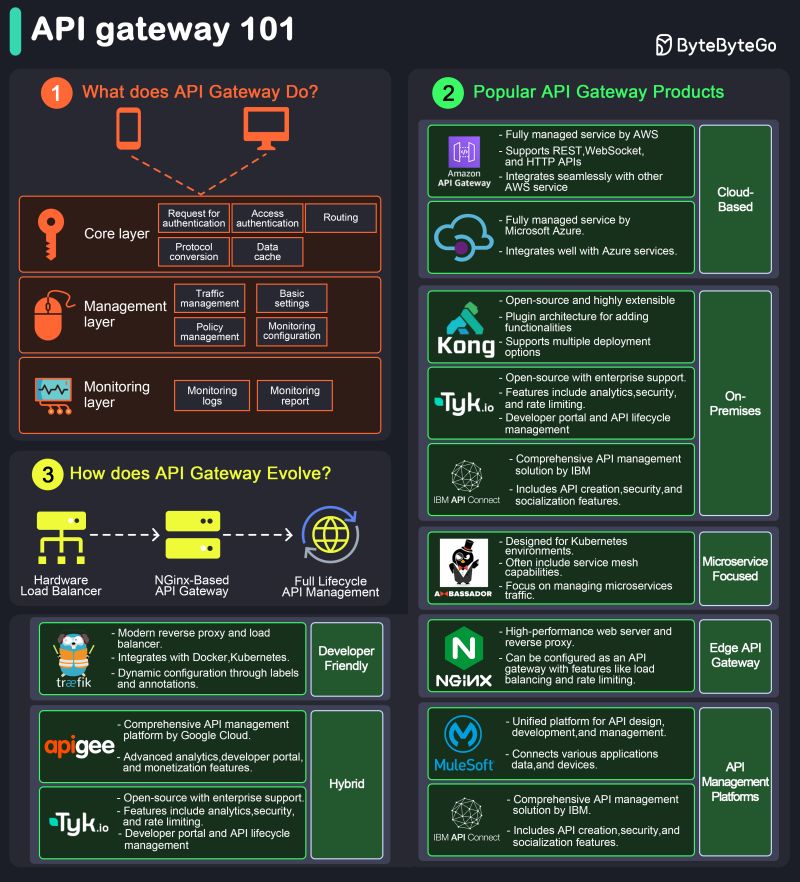 API gateway 101
ByteByteGo
1 What does API Gateway Do?
Core layer
Request for
authentication
Access
authentication
Routing
Protocol
conversion
Data
cache
Management
layer
Traffic
management
Basic
settings
Policy
management
Monitoring
configuration
Monitoring
layer
Monitoring
logs
Monitoring
report
2 Popular API Gateway Products
Amazon
API Gateway
- Fully managed service by AWS
- Supports REST,WebSocket,
and HTTP APIs
- Integrates seamlessly with other
AWS service
- Fully managed service by
Microsoft Azure.
- Integrates well with Azure services.
Cloud-
Based
Kong
- Open-source and highly extensible
- Plugin architecture for adding
functionalities
- Supports multiple deployment
options
Tyk.io
- Open-source with enterprise support.
- Features include analytics,security,
and rate limiting.
- Developer portal and API lifecycle
management
IBM API Connect
- Comprehensive API management
solution by IBM
- Includes API creation,security,and
socialization features.
On-
Premises
AMBASSADOR
- Designed for Kubernetes
environments.
- Often include service mesh
capabilities.
- Focus on managing microservices
traffic.
Microservice
Focused
NGINX
- High-performance web server and
reverse proxy.
- Can be configured as an API
gateway with features like load
balancing and rate limiting.
Edge API
Gateway
MuleSoft
- Unified platform for API design,
development,and management.
- Connects various applications
data,and devices.
IBM API Connect
- Comprehensive API management
solution by IBM.
- Includes API creation,security,and
socialization features.
API
Management
Platforms
3 How does API Gateway Evolve?
Hardware
Load Balancer
NGinx-Based
API Gateway
Full Lifecycle
API Management
træfik
- Modern reverse proxy and load
balancer.
- Integrates with Docker,Kubernetes.
- Dynamic configuration through labels
and annotations.
Developer
Friendly
apigee
- Comprehensive API management
platform by Google Cloud.
- Advanced analytics,developer portal,
and monetization features.
Tyk.io
- Open-source with enterprise support.
- Features include analytics,security,
and rate limiting.
- Developer portal and API lifecycle
management
Hybrid